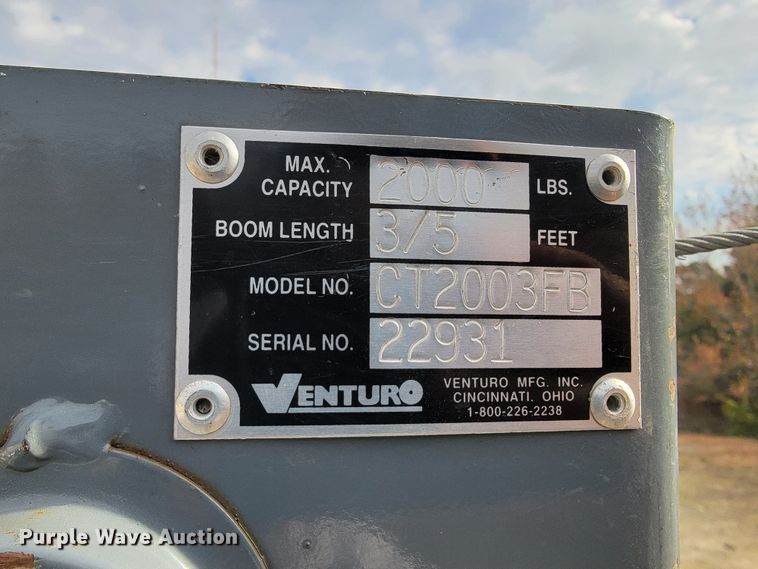 MAX. CAPACITY 2000 LBS.
BOOM LENGTH 3/5 FEET
MODEL NO. CT2003FB
SERIAL NO. 22931
VENTURO
VENTURO MFG. INC.
CINCINNATI. OHIO
1-800-226-2238
Purple Wave Auction